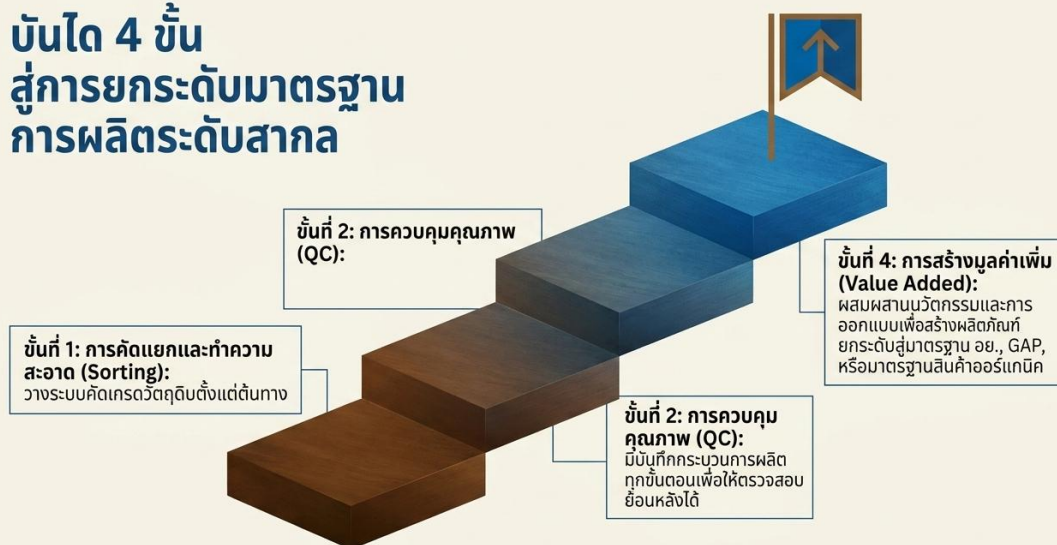 บันได 4 ขั้น
สู่การยกระดับมาตรฐาน
การผลิตระดับสากล
ขั้นที่ 1: การคัดแยกและทำความ
สะอาด (Sorting):
วางระบบคัดเกรดวัตถุดิบตั้งแต่ต้นทาง
ขั้นที่ 2: การควบคุมคุณภาพ
(QC):
ขั้นที่ 2: การควบคุม
คุณภาพ (QC):
มีบันทึกกระบวนการผลิต
ทุกขั้นตอนเพื่อให้ตรวจสอบ
ย้อนหลังได้
ขั้นที่ 4: การสร้างมูลค่าเพิ่ม
(Value Added):
ผสมผสานนวัตกรรมและการ
ออกแบบเพื่อสร้างผลิตภัณฑ์
ยกระดับสู่มาตรฐาน อย., GAP,
หรือมาตรฐานสินค้าออร์แกนิค